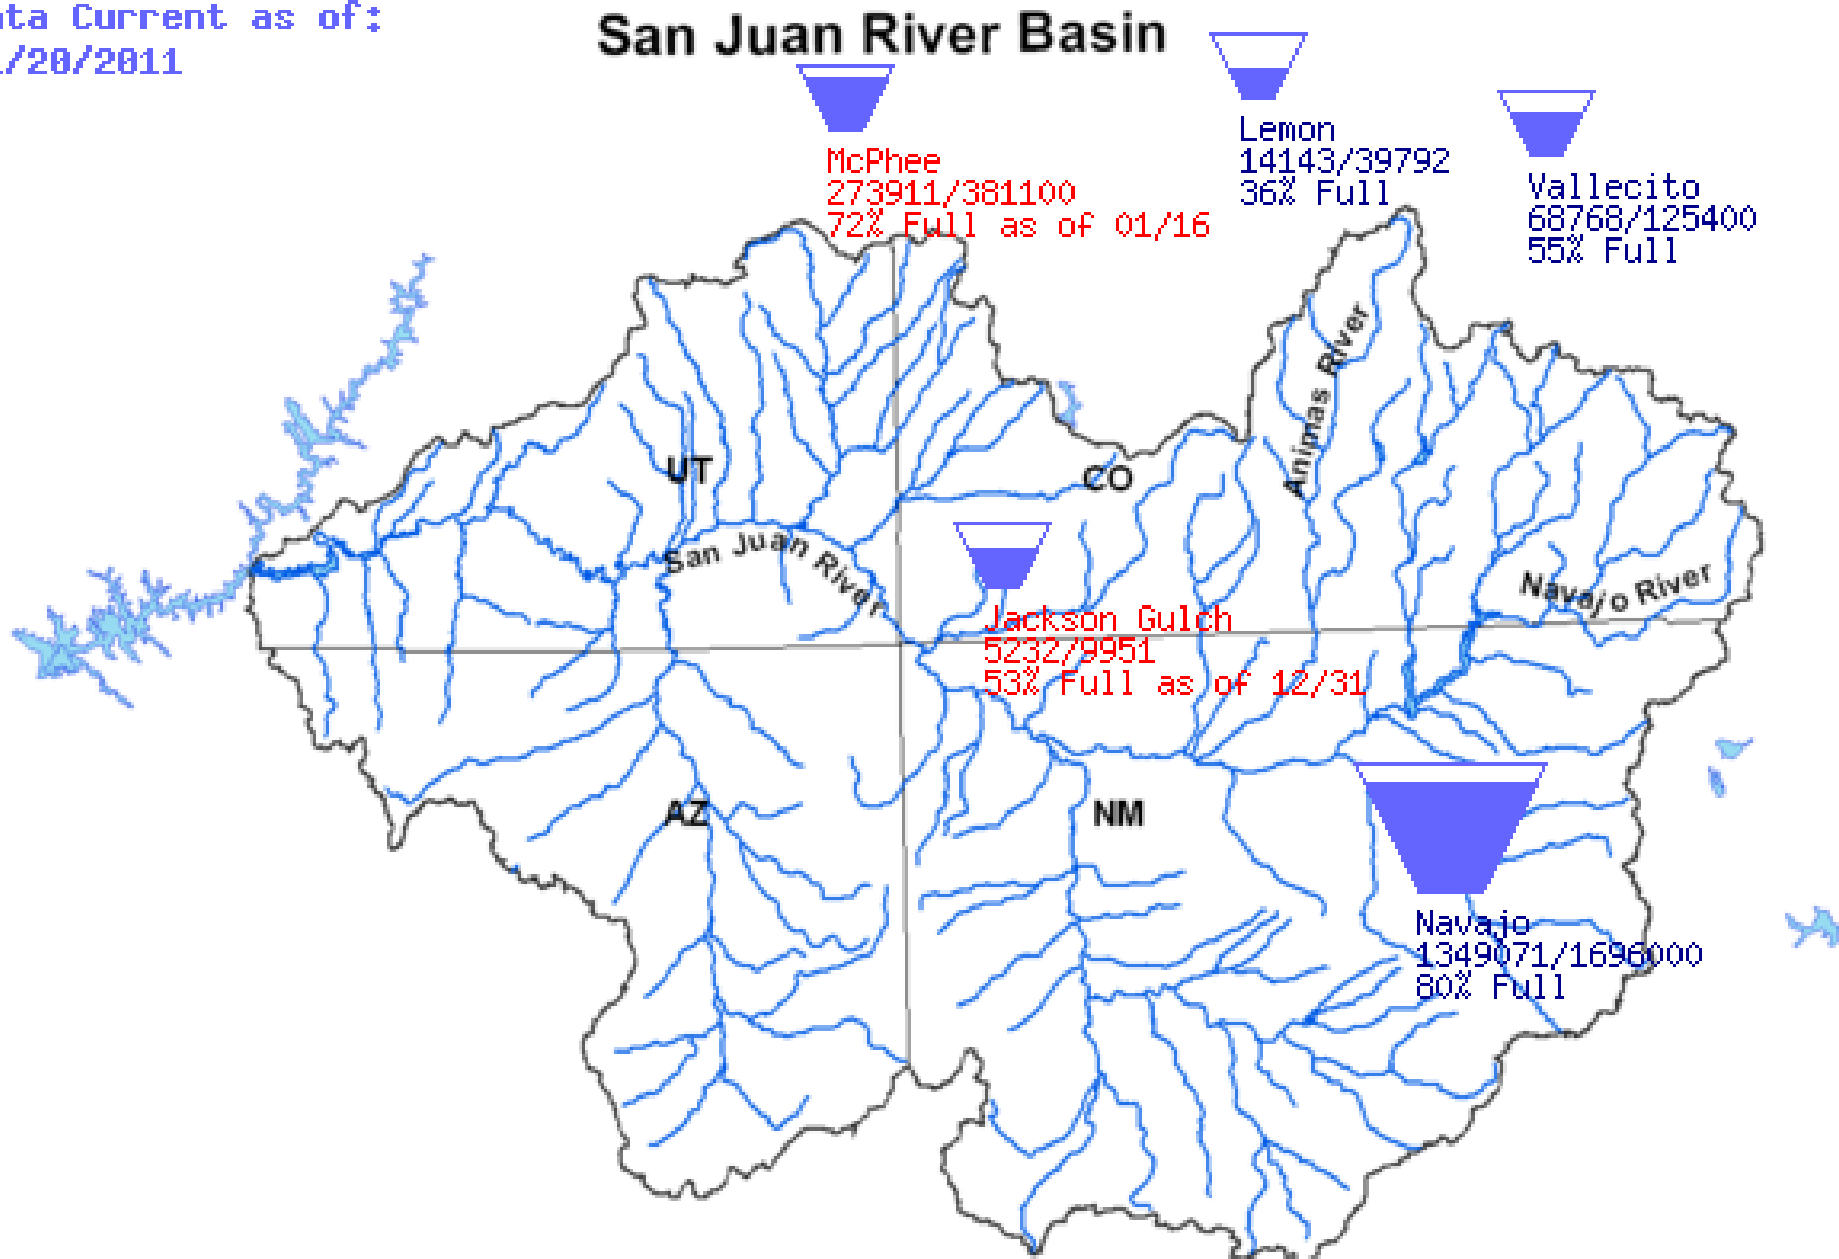 ata Current as of:
/20/2011
San Juan River Basin
McPhee
273911/381100
72% Full as of 01/16
Lemon
14143/39792
36% Full
Vallecito
68768/125400
55% Full
Animas River
UT
CO
San Juan River
Navajo River
Jackson Gulch
5232/9951
53% Full as of 12/31
AZ
NM
Navajo
1349071/1696000
80% Full